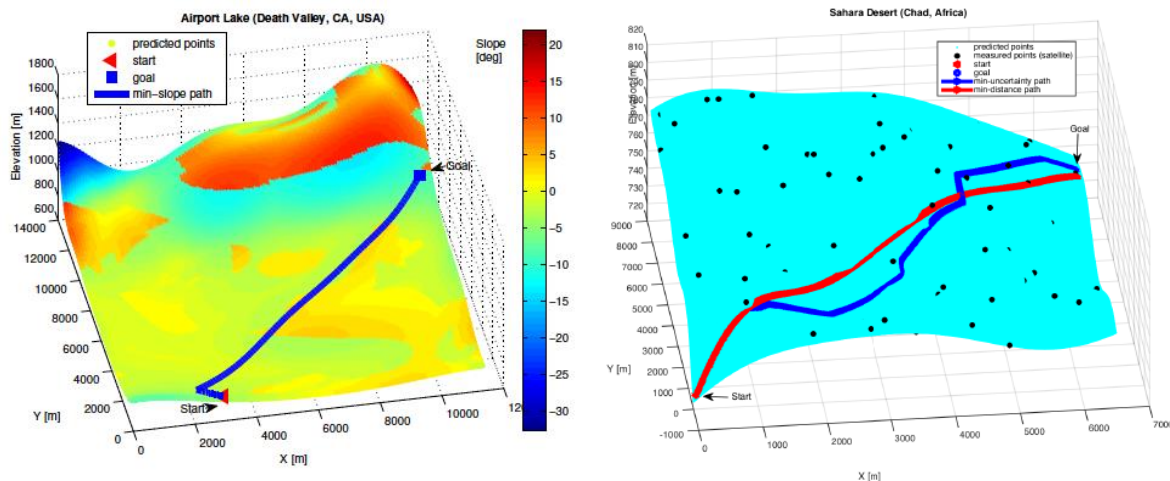 Airport Lake (Death Valley, CA, USA)
predicted points
start
goal
min-slope path
Slope
[deg]
20
15
10
5
0
-5
-10
-15
-20
-25
-30
Elevation [m]
1800
1600
1400
1200
1000
800
600
14000
12000
10000
8000
6000
4000
2000
0
Y [m]
0
2000
4000
6000
8000
10000
X [m]
Start
Goal
Sahara Desert (Chad, Africa)
predicted points
measured points (satellite)
start
goal
min-uncertainty path
min-distance path
820
810
800
790
780
770
760
750
740
730
720
9000
8000
7000
6000
5000
4000
3000
2000
1000
0
-1000
Y [m]
0
1000
2000
3000
4000
5000
6000
7000
X [m]
Start
Goal